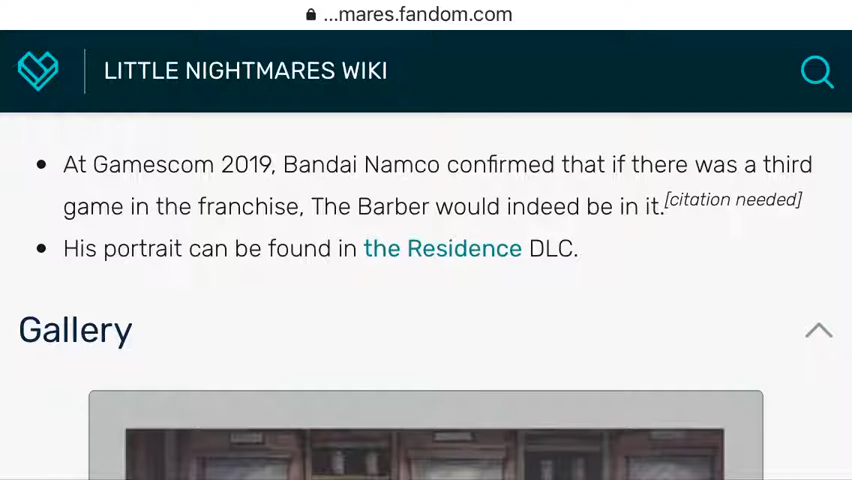 ...mares.fandom.com
LITTLE NIGHTMARES WIKI
At Gamescom 2019, Bandai Namco confirmed that if there was a third
game in the franchise, The Barber would indeed be in it.[citation needed]
His portrait can be found in the Residence DLC.
Gallery